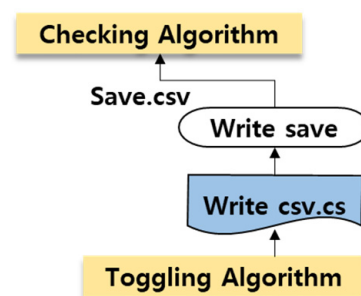 Checking Algorithm
Save.csv
Write save
Write csv.cs
Toggling Algorithm